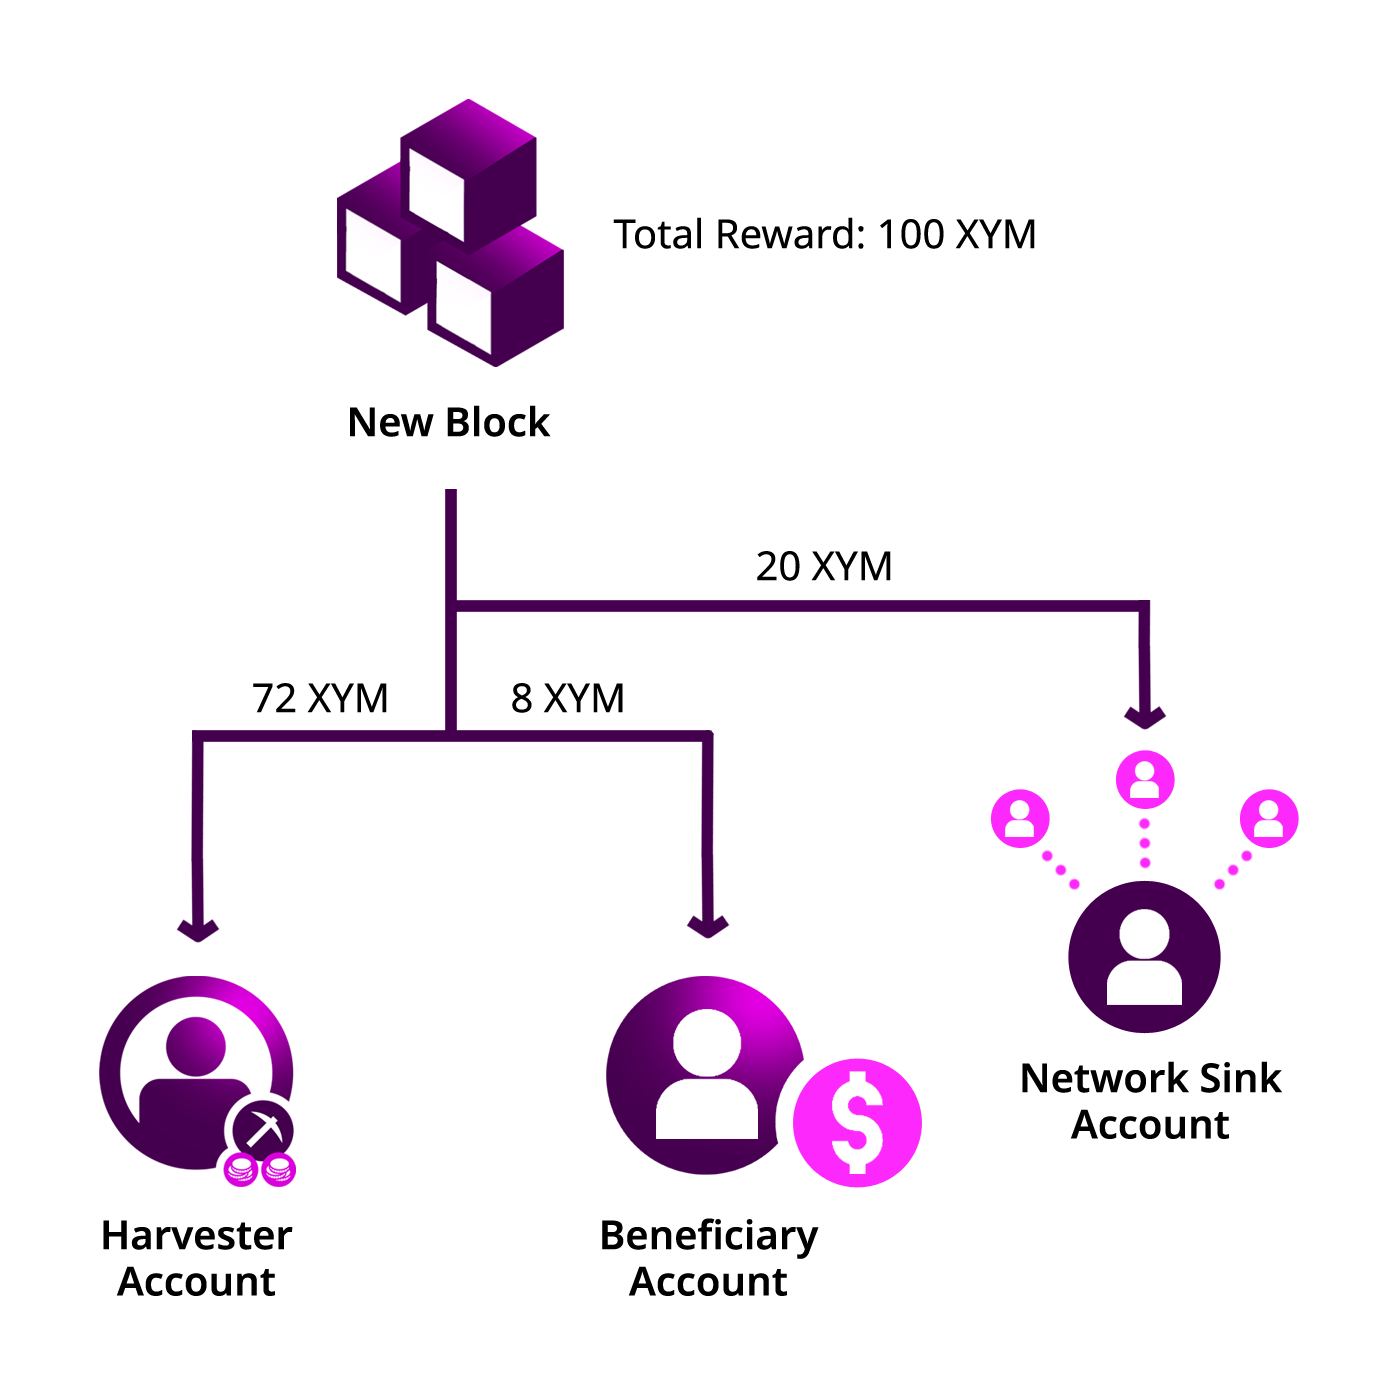 Total Reward: 100 XYM
New Block
20 XYM
72 XYM
8 XYM
Network Sink
Account
Harvester
Account
Beneficiary
Account